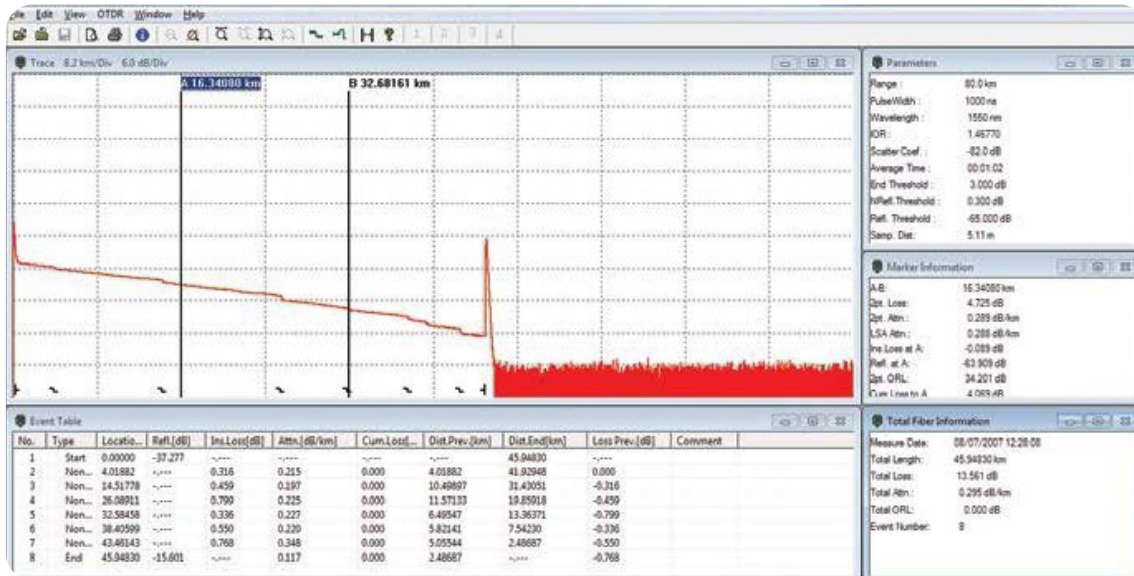 File Edit View OTDR Window Help
Trace 8.2 km/Div 6.0 dB/Div
A 16.34080 km
B 32.68161 km
Parameters
Range : 80.0 km
PulseWidth : 1000 ns
Wavelength : 1550 nm
IOR : 1.46770
Scatter Coef. : -82.0 dB
Average Time : 00:01:02
End Threshold : 3.000 dB
NRefl.Threshold : 0.300 dB
Refl. Threshold : -65.000 dB
Samp. Dist: 5.11 m
Marker Information
A-B: 16.34080 km
2pt. Loss: 4.725 dB
2pt. Attn.: 0.289 dB/km
LSA Attn.: 0.288 dB/km
Ins.Loss at A: -0.089 dB
Refl. at A: -63.909 dB
2pt. ORL: 34.201 dB
Cum.Loss to A 4.069 dB
Event Table
No. Type Locatio... Refl.[dB] Ins.Loss[dB] Attn.[dB/km] Cum.Loss[... Dist.Prev.[km] Dist.End[km] Loss Prev.[dB] Comment
1 Start 0.00000 -37.277 -.--- -.--- -.--- -.--- 45.94830 -.---
2 Non... 4.01882 -.--- 0.316 0.215 0.000 4.01882 41.92948 0.000
3 Non... 14.51778 -.--- 0.459 0.197 0.000 10.49897 31.43051 -0.316
4 Non... 26.08911 -.--- 0.799 0.225 0.000 11.57133 19.85918 -0.459
5 Non... 32.58458 -.--- 0.336 0.227 0.000 6.49547 13.36371 -0.799
6 Non... 38.40599 -.--- 0.550 0.220 0.000 5.82141 7.54230 -0.336
7 Non... 43.46143 -.--- 0.768 0.348 0.000 5.05544 2.48687 -0.550
8 End 45.94830 -15.601 -.--- 0.117 0.000 2.48687 -.--- -0.768
Total Fiber Information
Measure Date: 08/07/2007 12:28:08
Total Length: 45.94830 km
Total Loss: 13.561 dB
Total Attn.: 0.295 dB/km
Total ORL: 0.000 dB
Event Number: 8